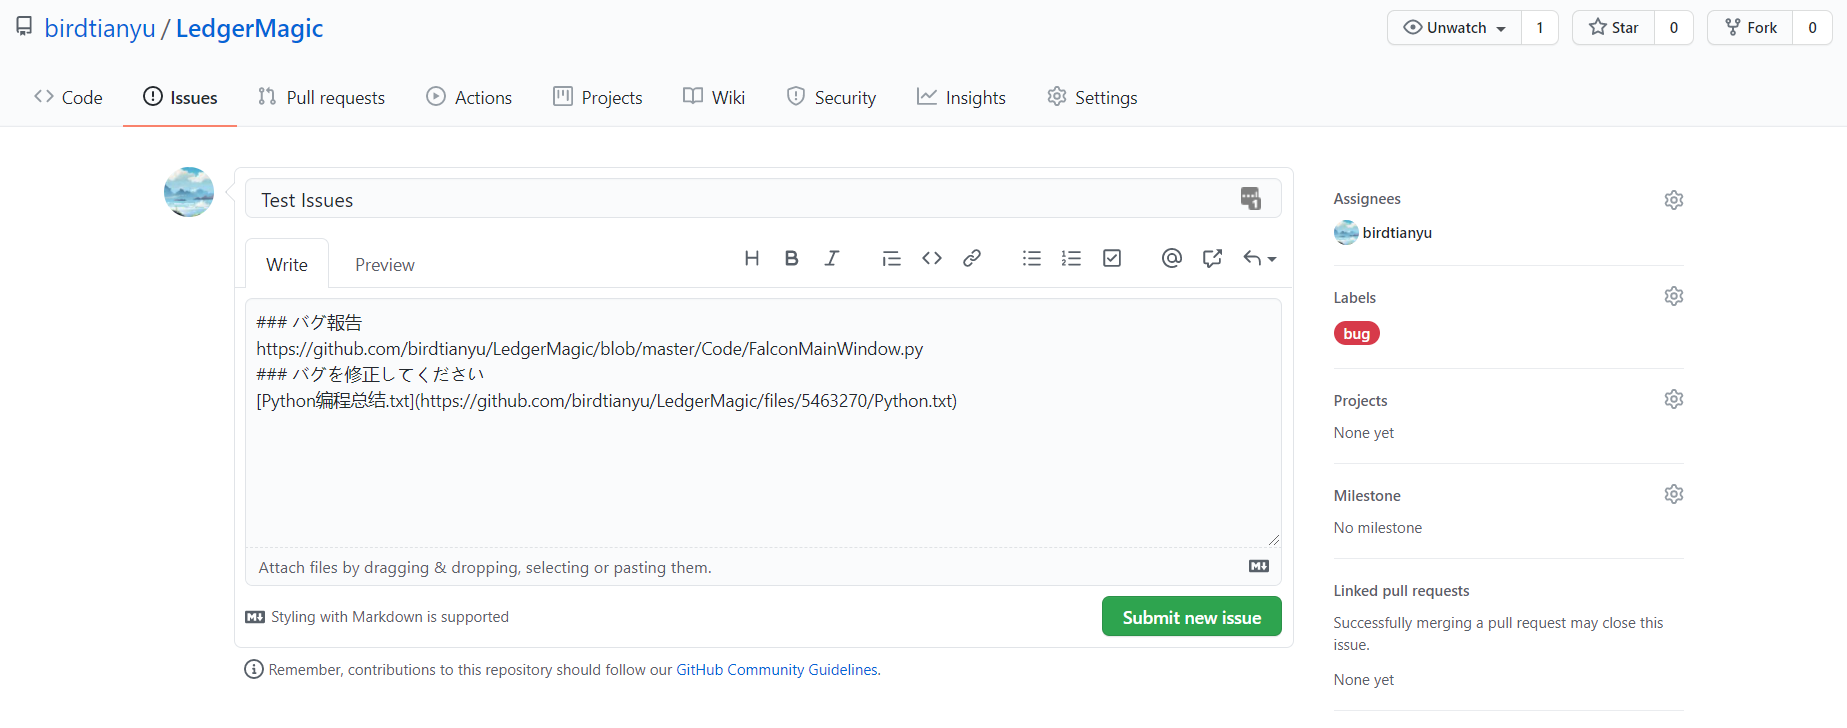 birdtianyu / LedgerMagic
Unwatch 1
Star 0
Fork 0
Code
Issues
Pull requests
Actions
Projects
Wiki
Security
Insights
Settings
Test Issues
1
Write
Preview
### バグ報告
https://github.com/birdtianyu/LedgerMagic/blob/master/Code/FalconMainWindow.py
### バグを修正してください
[Python编程总结.txt](https://github.com/birdtianyu/LedgerMagic/files/5463270/Python.txt)
Attach files by dragging & dropping, selecting or pasting them.
Styling with Markdown is supported
Submit new issue
Remember, contributions to this repository should follow our GitHub Community Guidelines.
Assignees
birdtianyu
Labels
bug
Projects
None yet
Milestone
No milestone
Linked pull requests
Successfully merging a pull request may close this
issue.
None yet